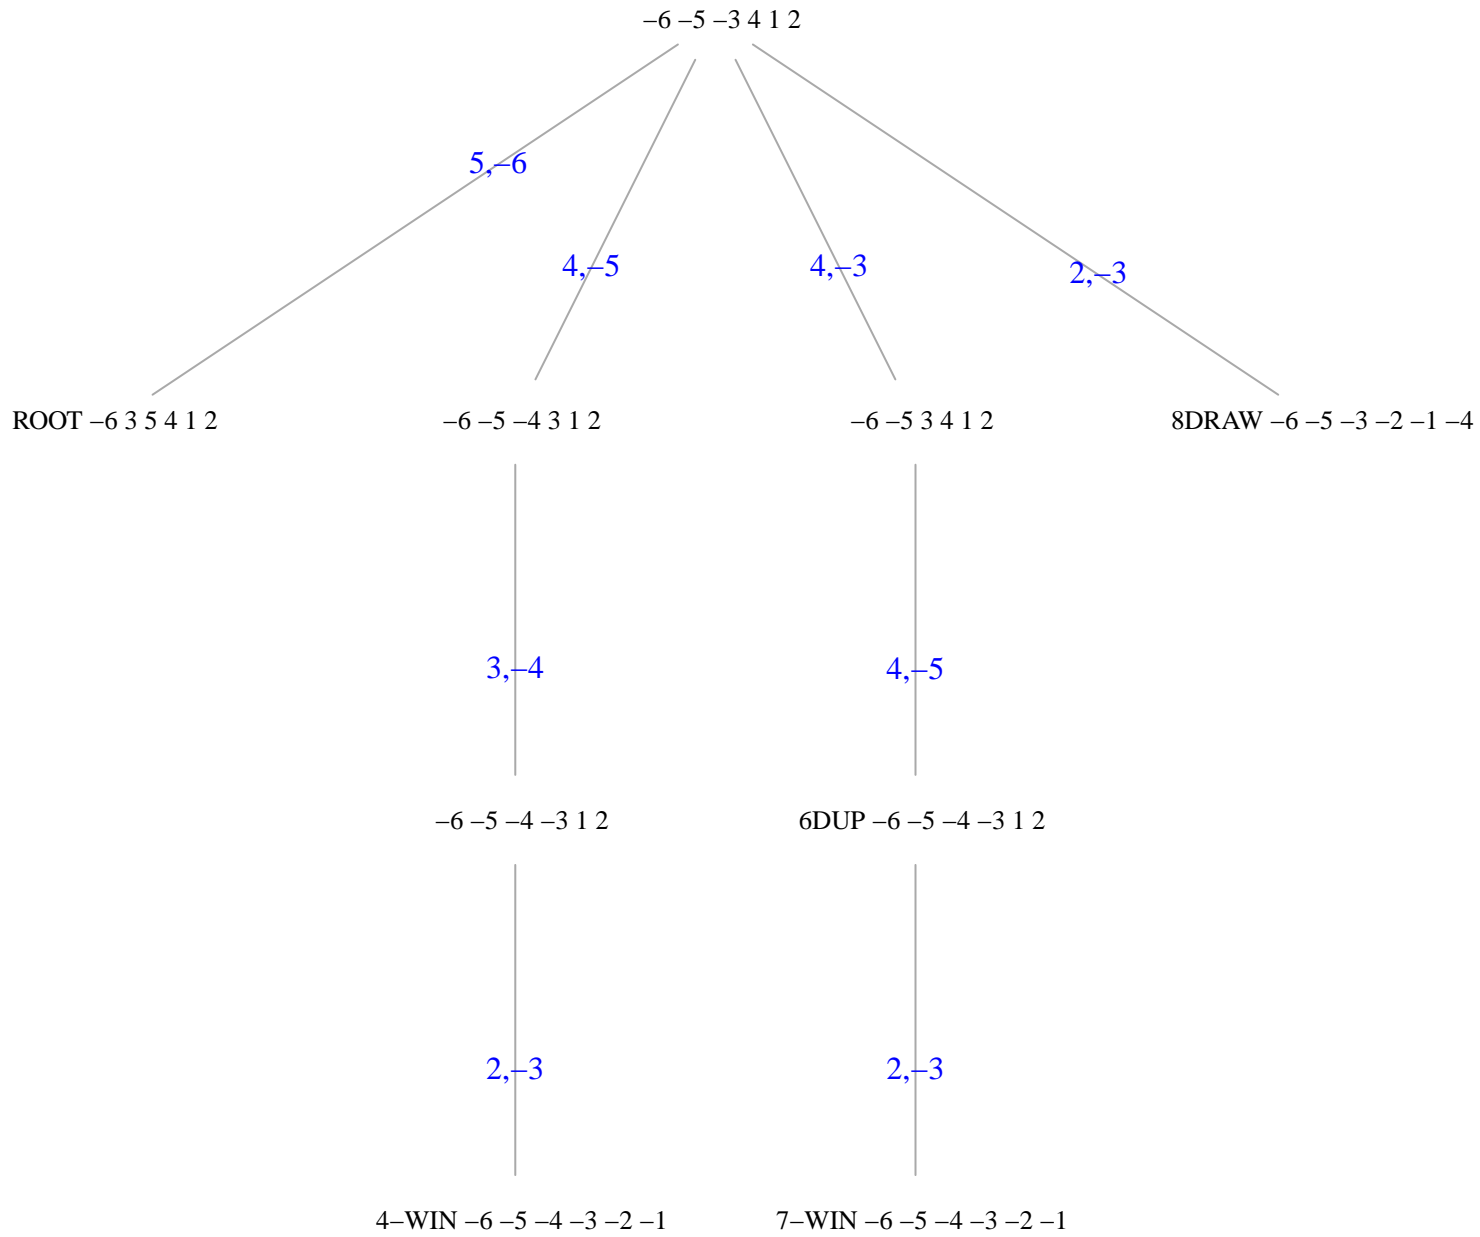 –6 –5 –3 4 1 2
5,–6
4,–5
4,–3
2,–3
ROOT –6 3 5 4 1 2
–6 –5 –4 3 1 2
–6 –5 3 4 1 2
8DRAW –6 –5 –3 –2 –1 –4
3,–4
4,–5
–6 –5 –4 –3 1 2
6DUP –6 –5 –4 –3 1 2
2,–3
2,–3
4–WIN –6 –5 –4 –3 –2 –1
7–WIN –6 –5 –4 –3 –2 –1